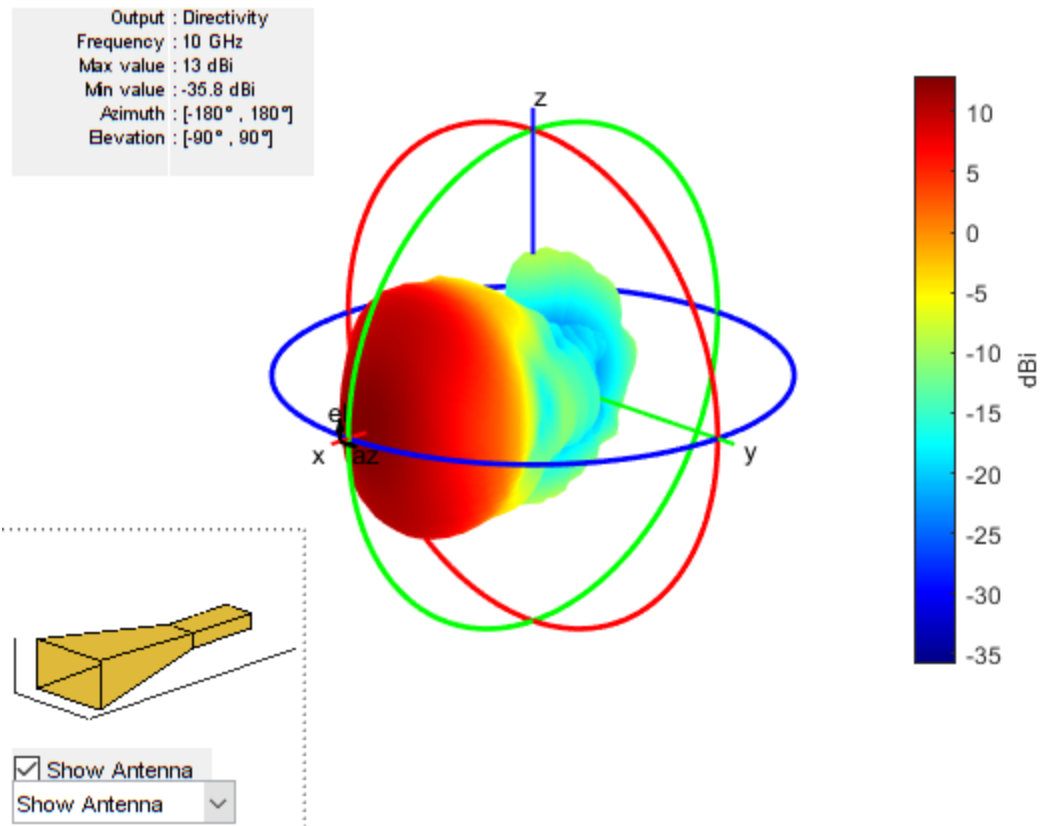 Output : Directivity
Frequency : 10 GHz
Max value : 13 dBi
Min value : -35.8 dBi
Azimuth : [-180° , 180°]
Elevation : [-90° , 90°]
z
el
x
az
y
10
5
0
-5
-10
-15
-20
-25
-30
-35
dBi
Show Antenna
Show Antenna